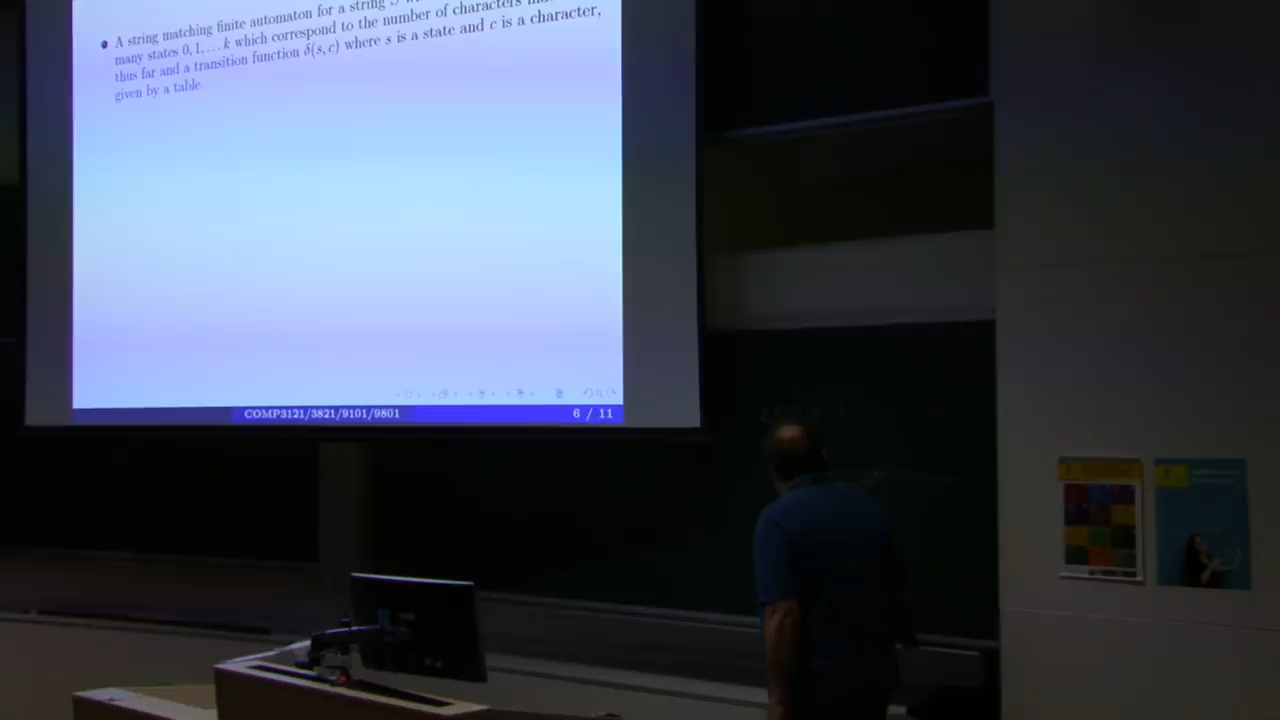 A string matching finite automaton for a string
many states 0, 1, … k which correspond to the number of characters
thus far and a transition function δ(s, c) where s is a state and c is a character,
given by a table.
COMP3121/3821/9101/9801
6 / 11